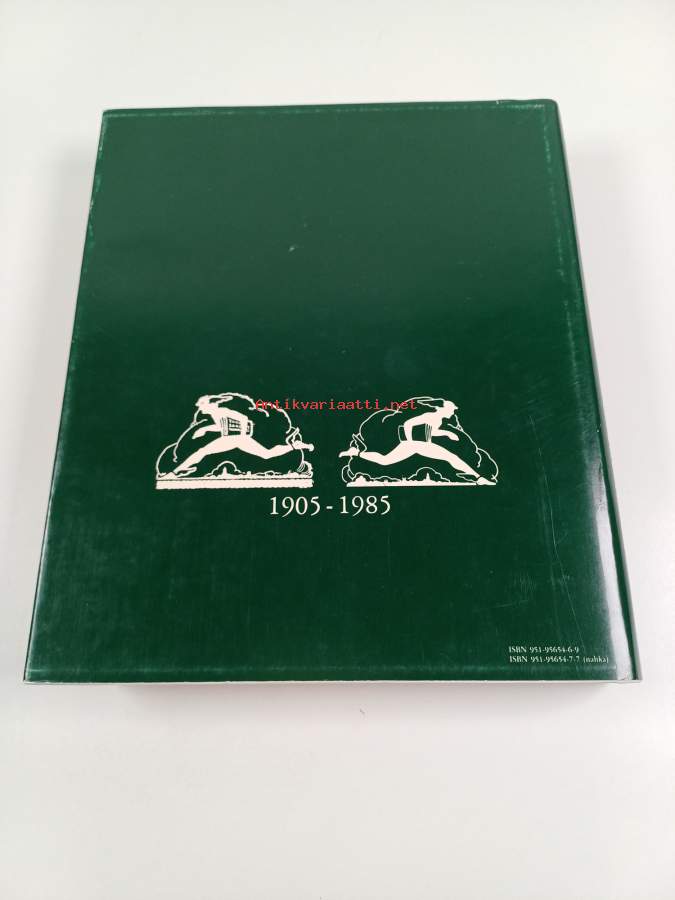 Antikvariaatti.net
1905 - 1985
ISBN 951-95654-6-9
ISBN 951-95654-7-7 (nahka)